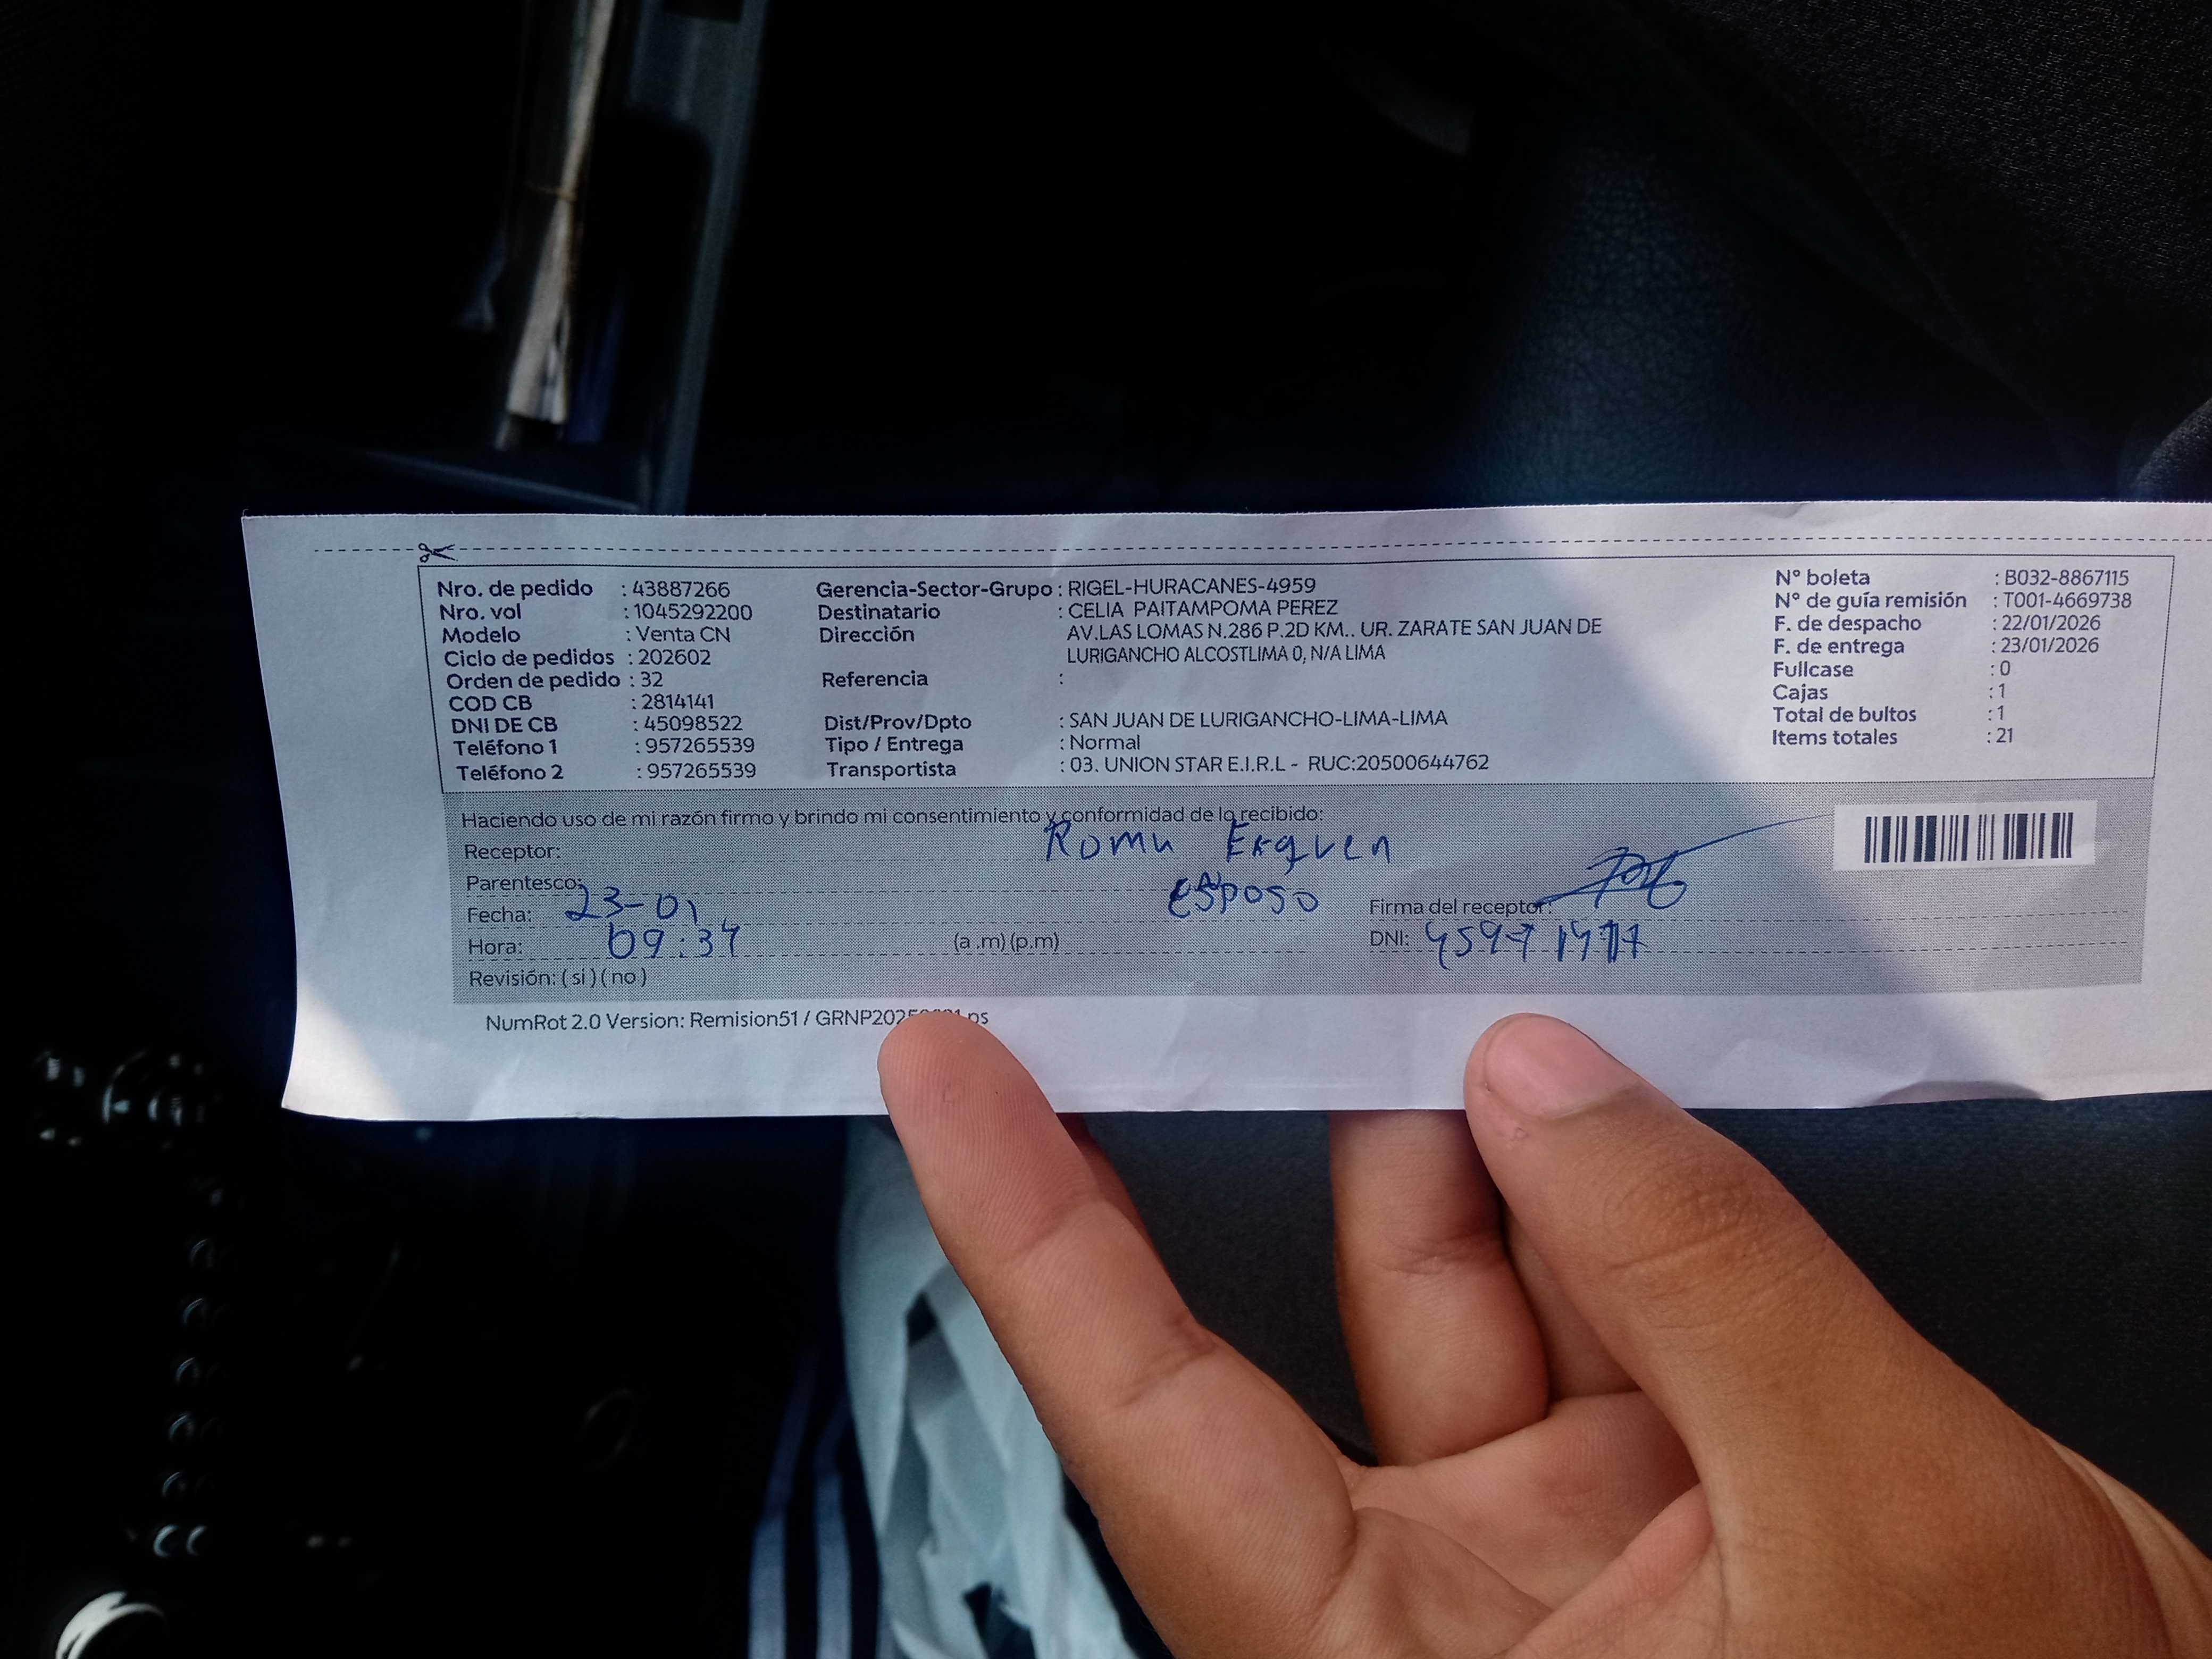 Nro. de pedido : 43887266
Nro. vol : 1045292200
Modelo : Venta CN
Ciclo de pedidos : 202602
Orden de pedido : 32
COD CB : 2814141
DNI DE CB : 45098522
Teléfono 1 : 957265539
Teléfono 2 : 957265539
Gerencia-Sector-Grupo : RIGEL-HURACANES-4959
Destinatario : CELIA PAITAMPOMA PEREZ
Dirección AV.LAS LOMAS N.286 P.2D KM.. UR. ZARATE SAN JUAN DE
LURIGANCHO ALCOSTLIMA 0, N/A LIMA
Referencia :
Dist/Prov/Dpto : SAN JUAN DE LURIGANCHO-LIMA-LIMA
Tipo / Entrega : Normal
Transportista : 03. UNION STAR E.I.R.L - RUC:20500644762
N° boleta : B032-8867115
N° de guía remisión : T001-4669738
F. de despacho : 22/01/2026
F. de entrega : 23/01/2026
Fullcase : 0
Cajas : 1
Total de bultos : 1
Items totales : 21
Haciendo uso de mi razón firmo y brindo mi consentimiento y conformidad de lo recibido:
Receptor:
Parentesco: esposo
Fecha: 23-01
Firma del receptor:
Hora: 09:34 (a .m) (p.m)
DNI:
Revisión: ( si ) ( no )
NumRot 2.0 Version: Remision51 /